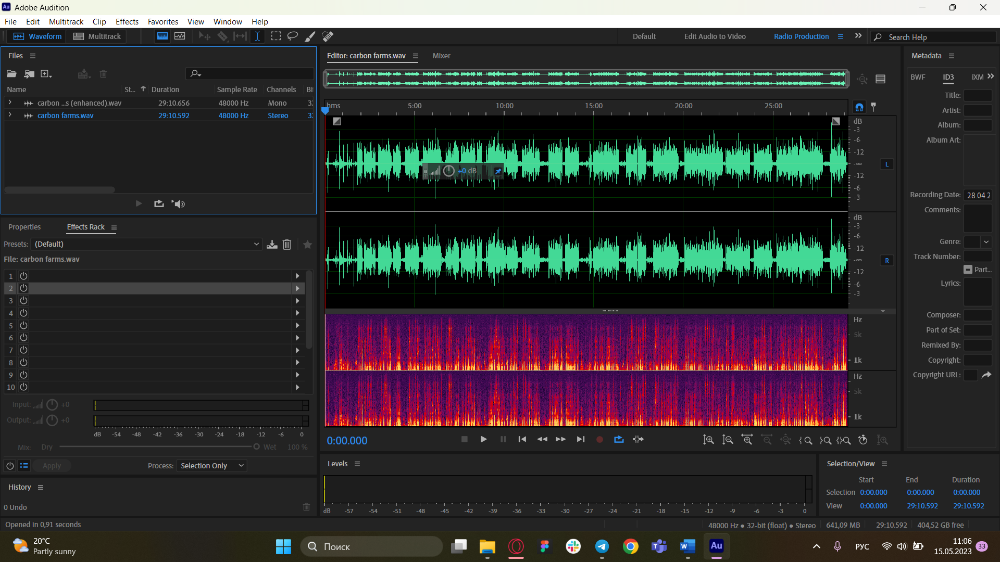 Au Adobe Audition
File Edit Multitrack Clip Effects Favorites View Window Help
Waveform Multitrack Default Edit Audio to Video Radio Production Search Help
Files
Name St... Duration Sample Rate Channels Bi
carbon ...s (enhanced).wav 29:10.656 48000 Hz Mono 32
carbon farms.wav 29:10.592 48000 Hz Stereo 32
Properties Effects Rack
Presets: (Default)
File: carbon farms.wav
1
2
3
4
5
6
7
8
9
10
Input: +0
Output: +0
dB -54 -48 -42 -36 -30 -24 -18 -12 -6 0
Mix: Dry Wet 100 %
Apply Process: Selection Only
History
0 Undo
Opened in 0,91 seconds
Editor: carbon farms.wav Mixer
hms 5:00 10:00 15:00 20:00 25:00
dB
-3
-6
-12
-∞
-12
-6
-3
L
+0 dB
dB
-3
-6
-12
-∞
-12
-6
-3
R
Hz
5k
1k
Hz
5k
1k
0:00.000
Levels
dB -57 -54 -51 -48 -45 -42 -39 -36 -33 -30 -27 -24 -21 -18 -15 -12 -9 -6 -3 0
Metadata
BWF ID3 IXM
Title:
Artist:
Album:
Album Art:
Recording Date: 28.04.2
Comments:
Genre:
Track Number:
Part...
Lyrics:
Composer:
Part of Set:
Remixed By:
Copyright:
Copyright URL:
Selection/View
Start End Duration
Selection 0:00.000 0:00.000 0:00.000
View 0:00.000 29:10.592 29:10.592
48000 Hz ● 32-bit (float) ● Stereo 641,09 MB 29:10.592 404,52 GB free
20°C
Partly sunny
Поиск
Au
РУС
11:06
15.05.2023
33